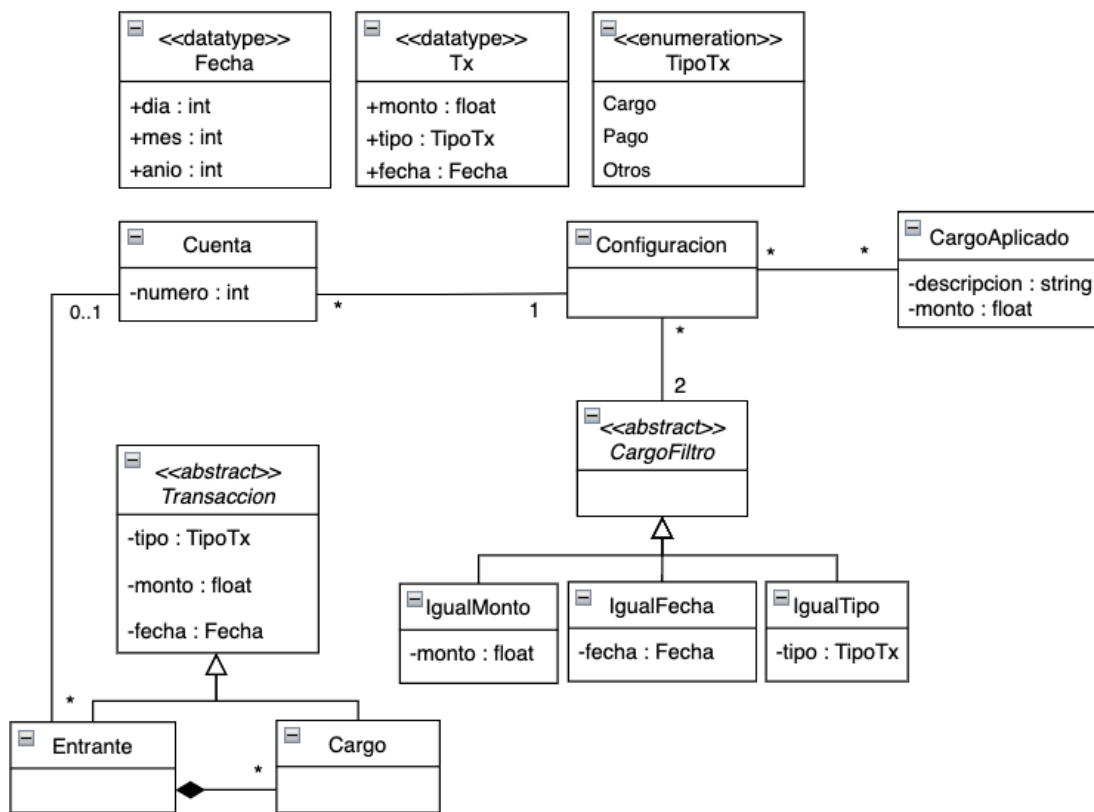 <<datatype>>
Fecha
+dia : int
+mes : int
+anio : int
<<datatype>>
Tx
+monto : float
+tipo : TipoTx
+fecha : Fecha
<<enumeration>>
TipoTx
Cargo
Pago
Otros
Cuenta
-numero : int
0..1
*
1
Configuracion
*
*
CargoAplicado
-descripcion : string
-monto : float
*
2
<<abstract>>
CargoFiltro
<<abstract>>
Transaccion
-tipo : TipoTx
-monto : float
-fecha : Fecha
IgualMonto
-monto : float
IgualFecha
-fecha : Fecha
IgualTipo
-tipo : TipoTx
*
Entrante
*
Cargo